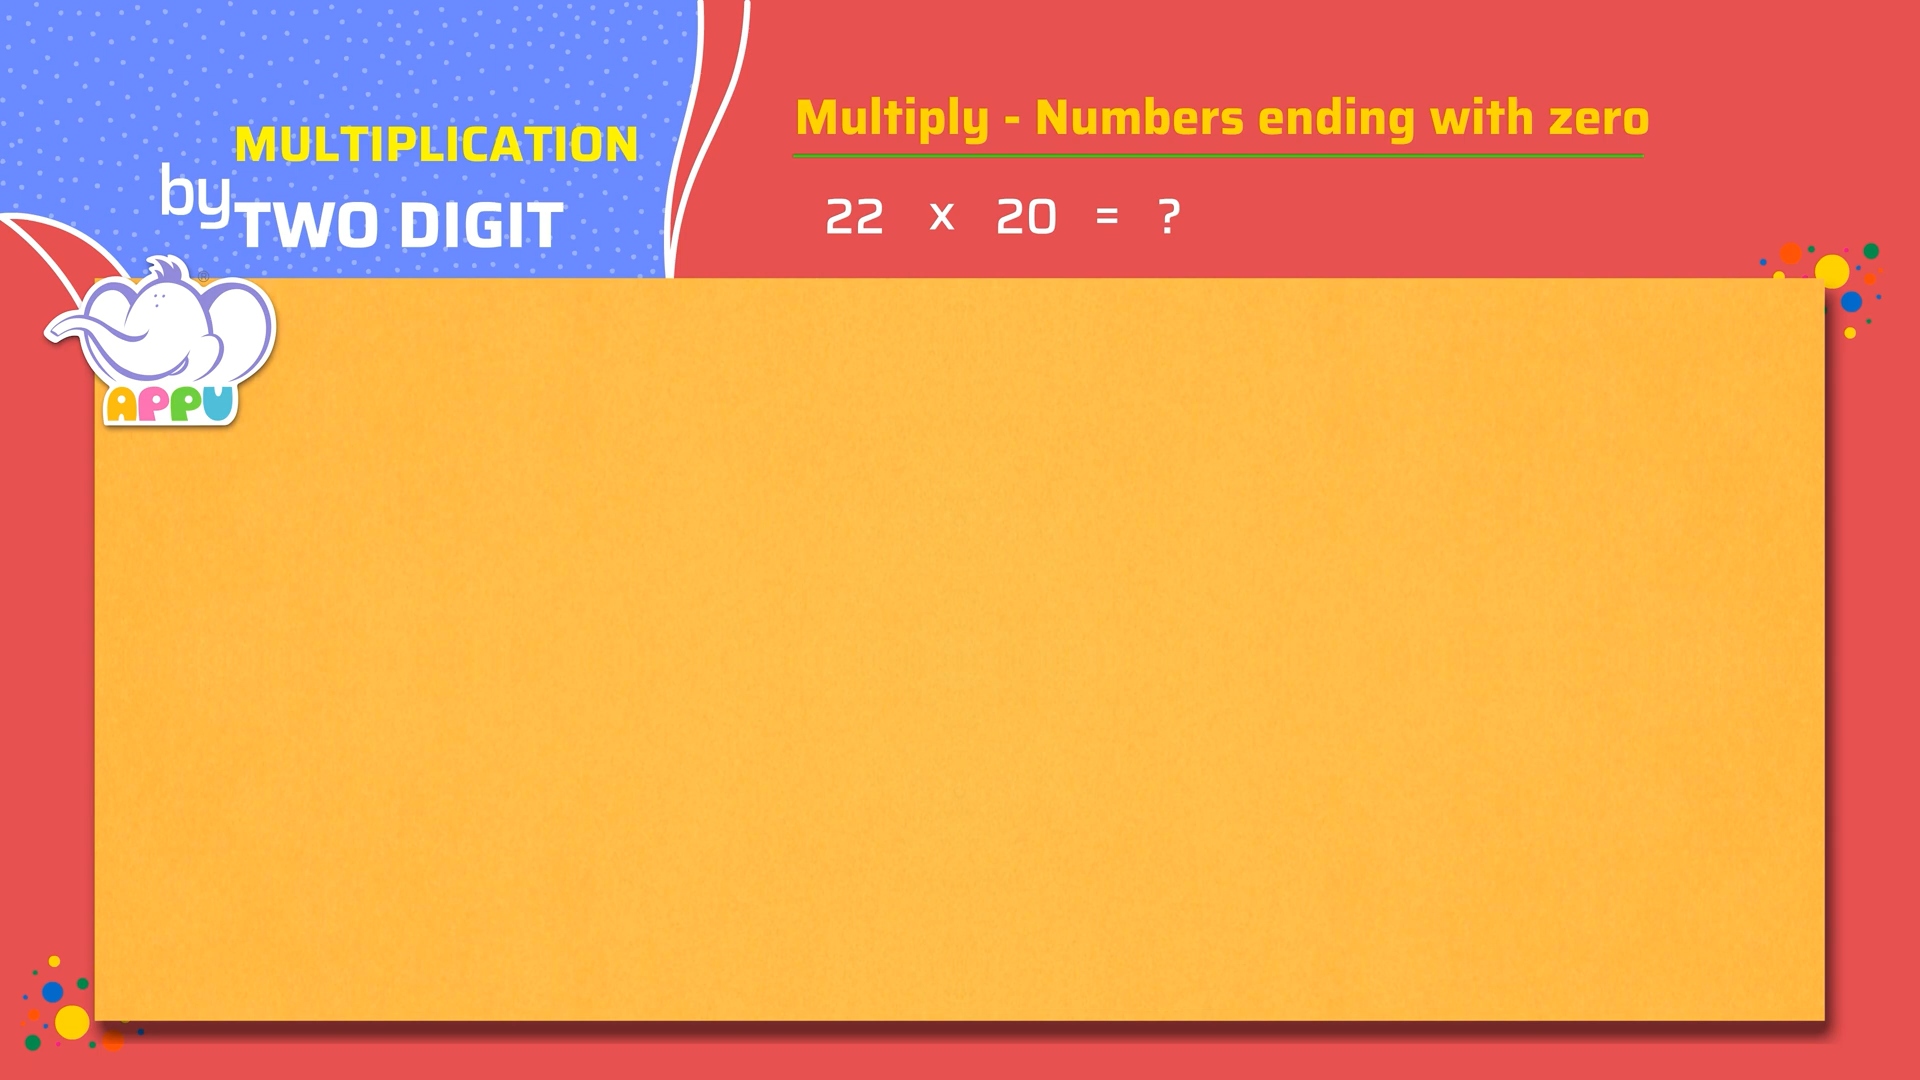 MULTIPLICATION
by TWO DIGIT
Multiply - Numbers ending with zero
22 x 20 = ?
®
APPU